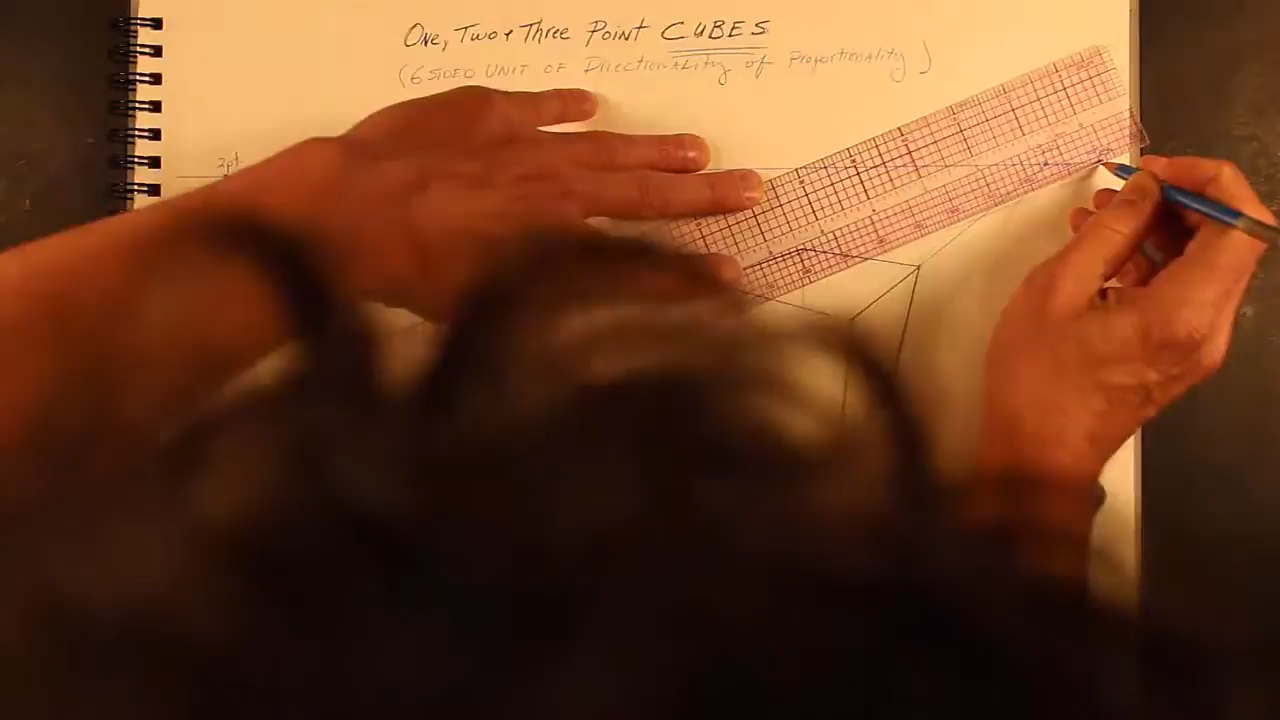 One, Two + Three Point CUBES
(6 SIDED UNIT OF Directionality of Proportionality)
2pt.